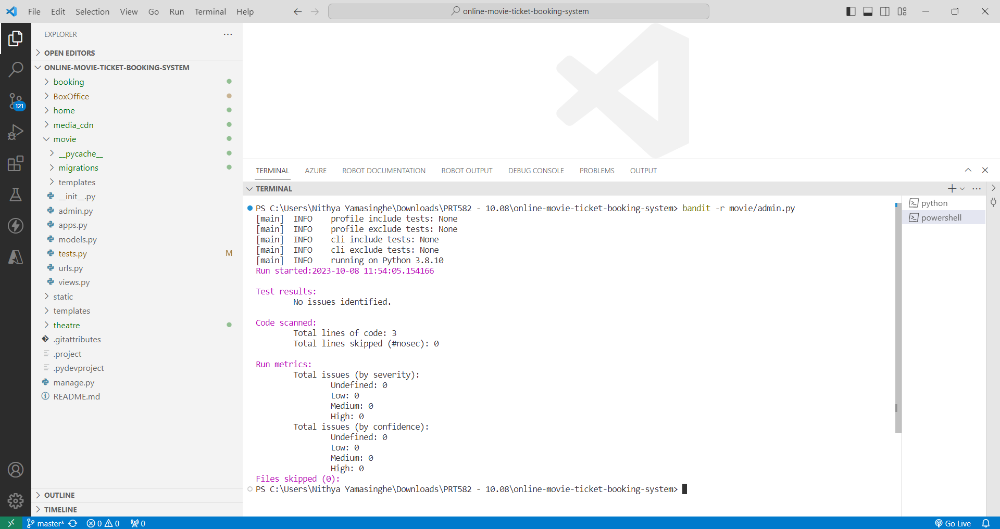 File Edit Selection View Go Run Terminal Help
online-movie-ticket-booking-system
EXPLORER
OPEN EDITORS
ONLINE-MOVIE-TICKET-BOOKING-SYSTEM
booking
BoxOffice
home
media_cdn
movie
__pycache__
migrations
templates
__init__.py
admin.py
apps.py
models.py
tests.py M
urls.py
views.py
static
templates
theatre
.gitattributes
.project
.pydevproject
manage.py
README.md
OUTLINE
TIMELINE
121
TERMINAL AZURE ROBOT DOCUMENTATION ROBOT OUTPUT DEBUG CONSOLE PROBLEMS OUTPUT
TERMINAL
PS C:\Users\Nithya Yamasinghe\Downloads\PRT582 - 10.08\online-movie-ticket-booking-system> bandit -r movie/admin.py
[main] INFO profile include tests: None
[main] INFO profile exclude tests: None
[main] INFO cli include tests: None
[main] INFO cli exclude tests: None
[main] INFO running on Python 3.8.10
Run started:2023-10-08 11:54:05.154166
Test results:
No issues identified.
Code scanned:
Total lines of code: 3
Total lines skipped (#nosec): 0
Run metrics:
Total issues (by severity):
Undefined: 0
Low: 0
Medium: 0
High: 0
Total issues (by confidence):
Undefined: 0
Low: 0
Medium: 0
High: 0
Files skipped (0):
PS C:\Users\Nithya Yamasinghe\Downloads\PRT582 - 10.08\online-movie-ticket-booking-system>
python
powershell
master* 0 0 0
Go Live